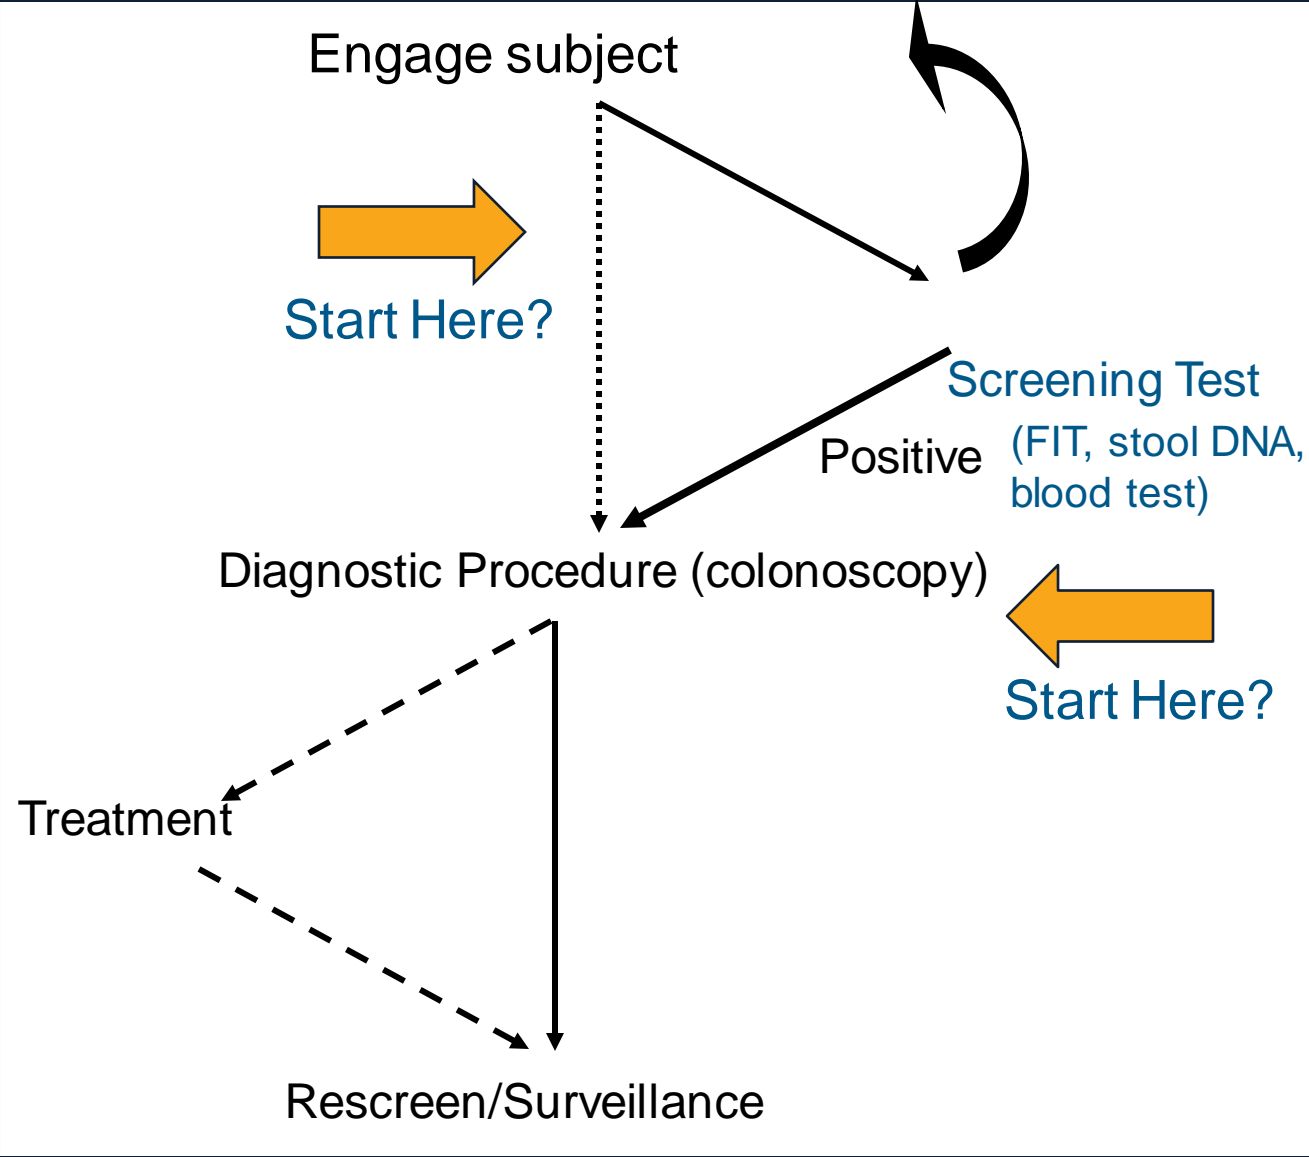 Engage subject
Start Here?
Screening Test
(FIT, stool DNA,
blood test)
Positive
Diagnostic Procedure (colonoscopy)
Start Here?
Treatment
Rescreen/Surveillance